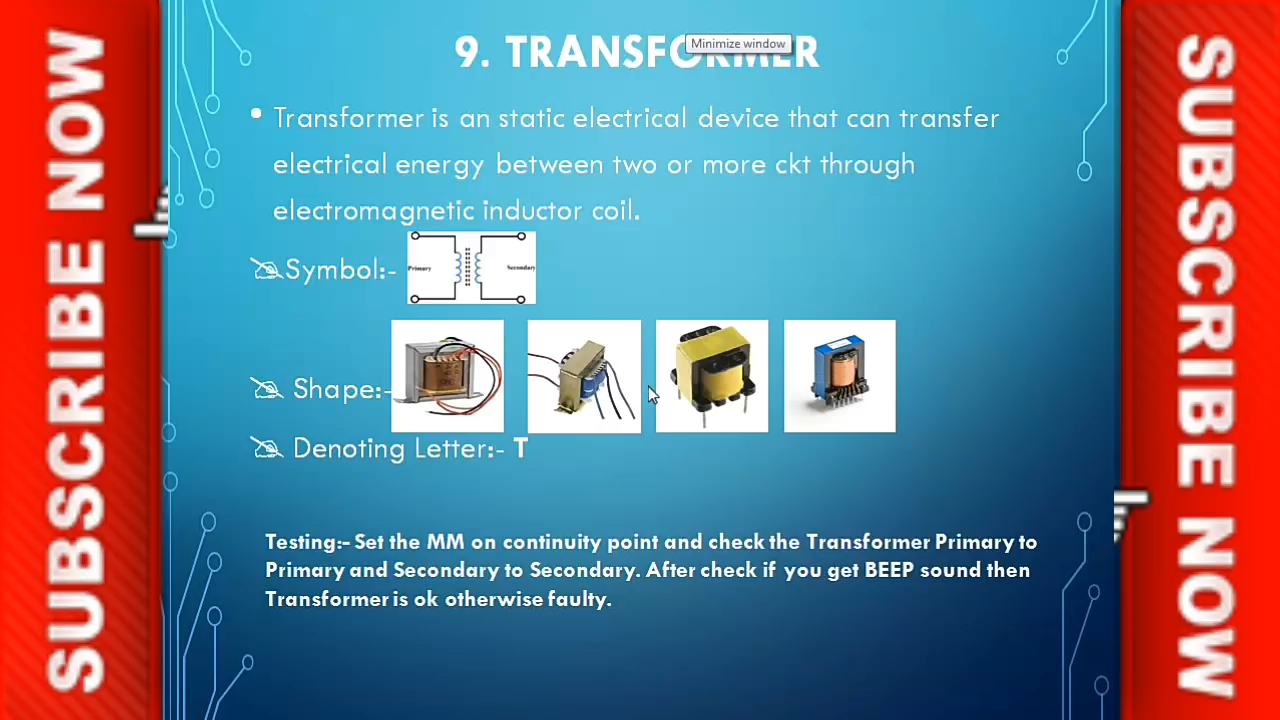 SUBSCRIBE NOW
9. TRANSFORMER
Minimize window
• Transformer is an static electrical device that can transfer
electrical energy between two or more ckt through
electromagnetic inductor coil.
Symbol:-
Primary
Secondary
Shape:-
Denoting Letter:- T
Testing:- Set the MM on continuity point and check the Transformer Primary to
Primary and Secondary to Secondary. After check if you get BEEP sound then
Transformer is ok otherwise faulty.
SUBSCRIBE NOW